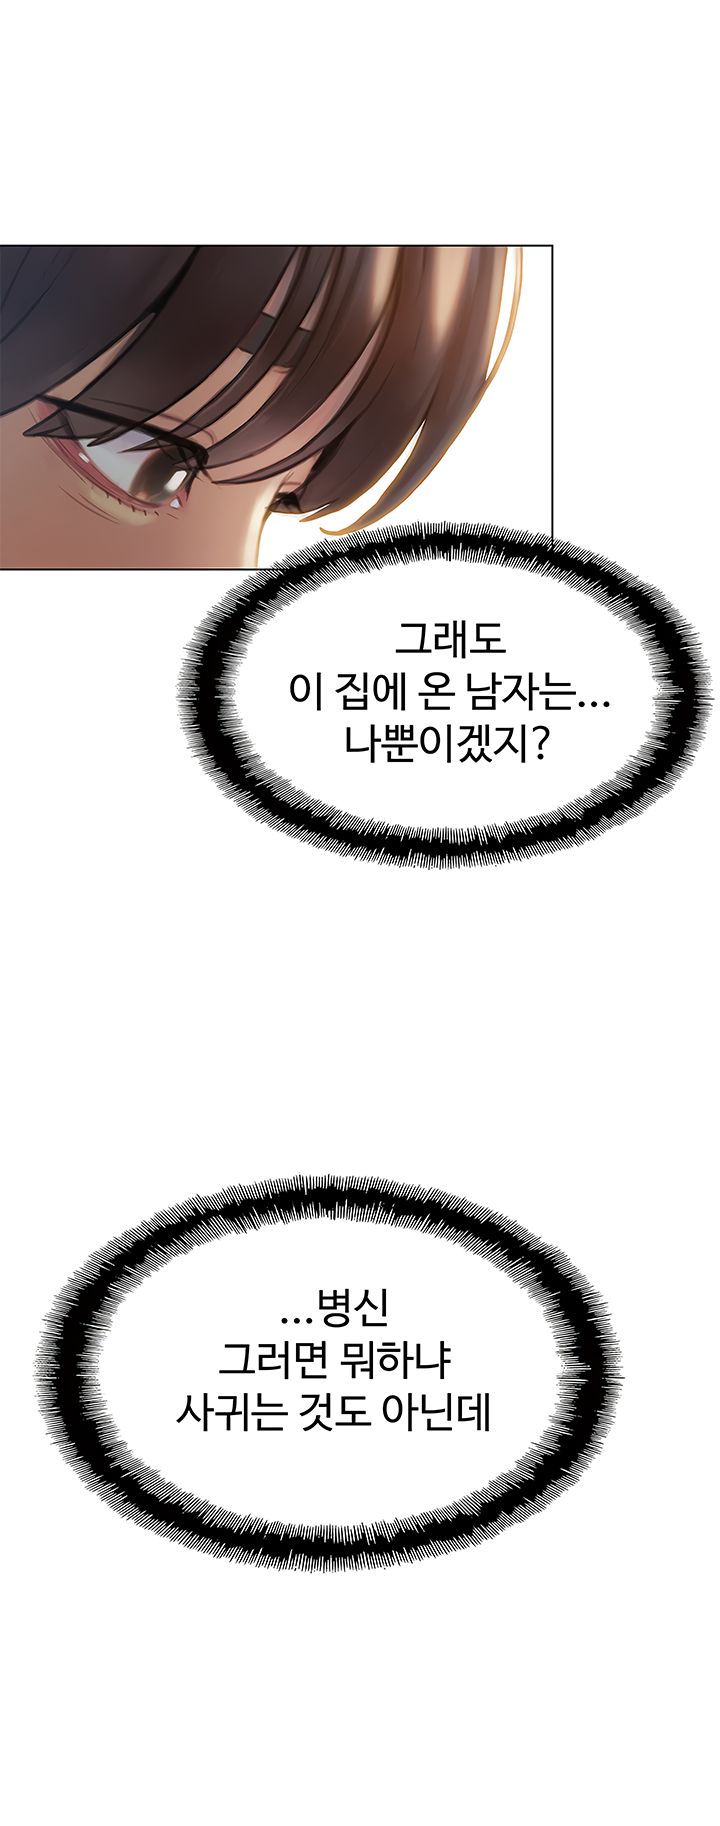 그래도
이 집에 온 남자는...
나뿐이겠지?
...병신
그러면 뭐하냐
사귀는 것도 아닌데